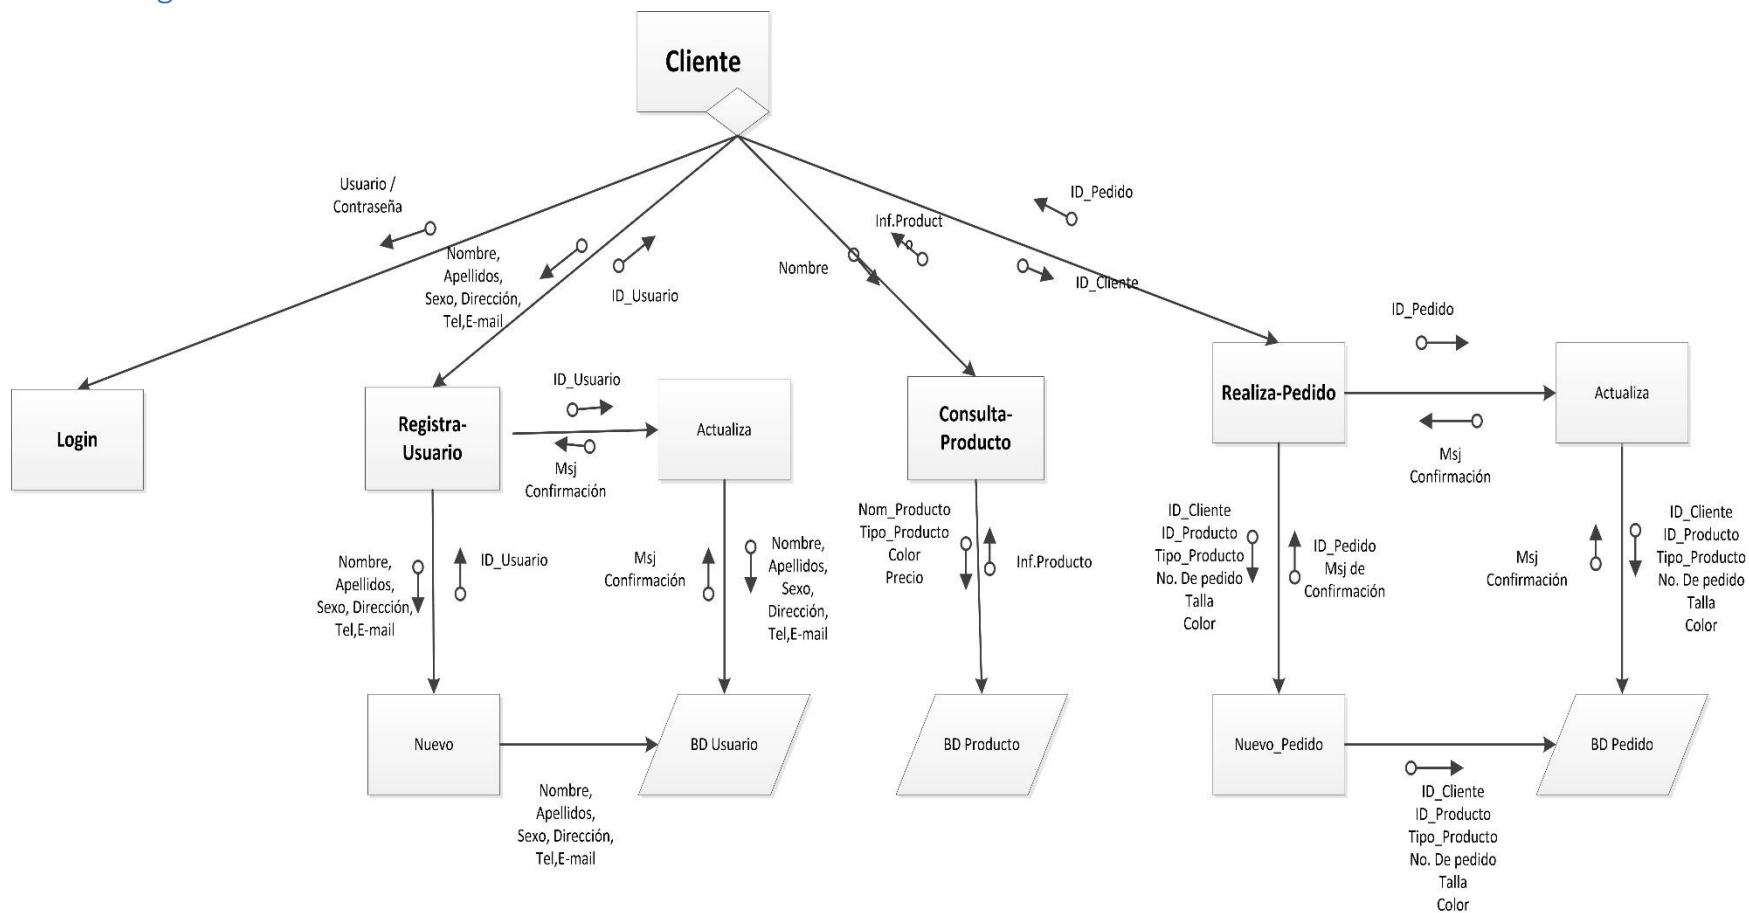 Cliente
Usuario /
Contraseña
Nombre,
Apellidos,
Sexo, Dirección,
Tel,E-mail
ID_Usuario
Nombre
Inf.Product
o
ID_Pedido
ID_Cliente
Login
Registra-
Usuario
ID_Usuario
Msj
Confirmación
Actualiza
Consulta-
Producto
Realiza-Pedido
ID_Pedido
Msj
Confirmación
Actualiza
Nombre,
Apellidos,
Sexo, Dirección,
Tel,E-mail
ID_Usuario
Msj
Confirmación
Nombre,
Apellidos,
Sexo,
Dirección,
Tel,E-mail
Nom_Producto
Tipo_Producto
Color
Precio
Inf.Producto
ID_Cliente
ID_Producto
Tipo_Producto
No. De pedido
Talla
Color
ID_Pedido
Msj de
Confirmación
Msj
Confirmación
ID_Cliente
ID_Producto
Tipo_Producto
No. De pedido
Talla
Color
Nuevo
BD Usuario
BD Producto
Nuevo_Pedido
BD Pedido
Nombre,
Apellidos,
Sexo, Dirección,
Tel,E-mail
ID_Cliente
ID_Producto
Tipo_Producto
No. De pedido
Talla
Color